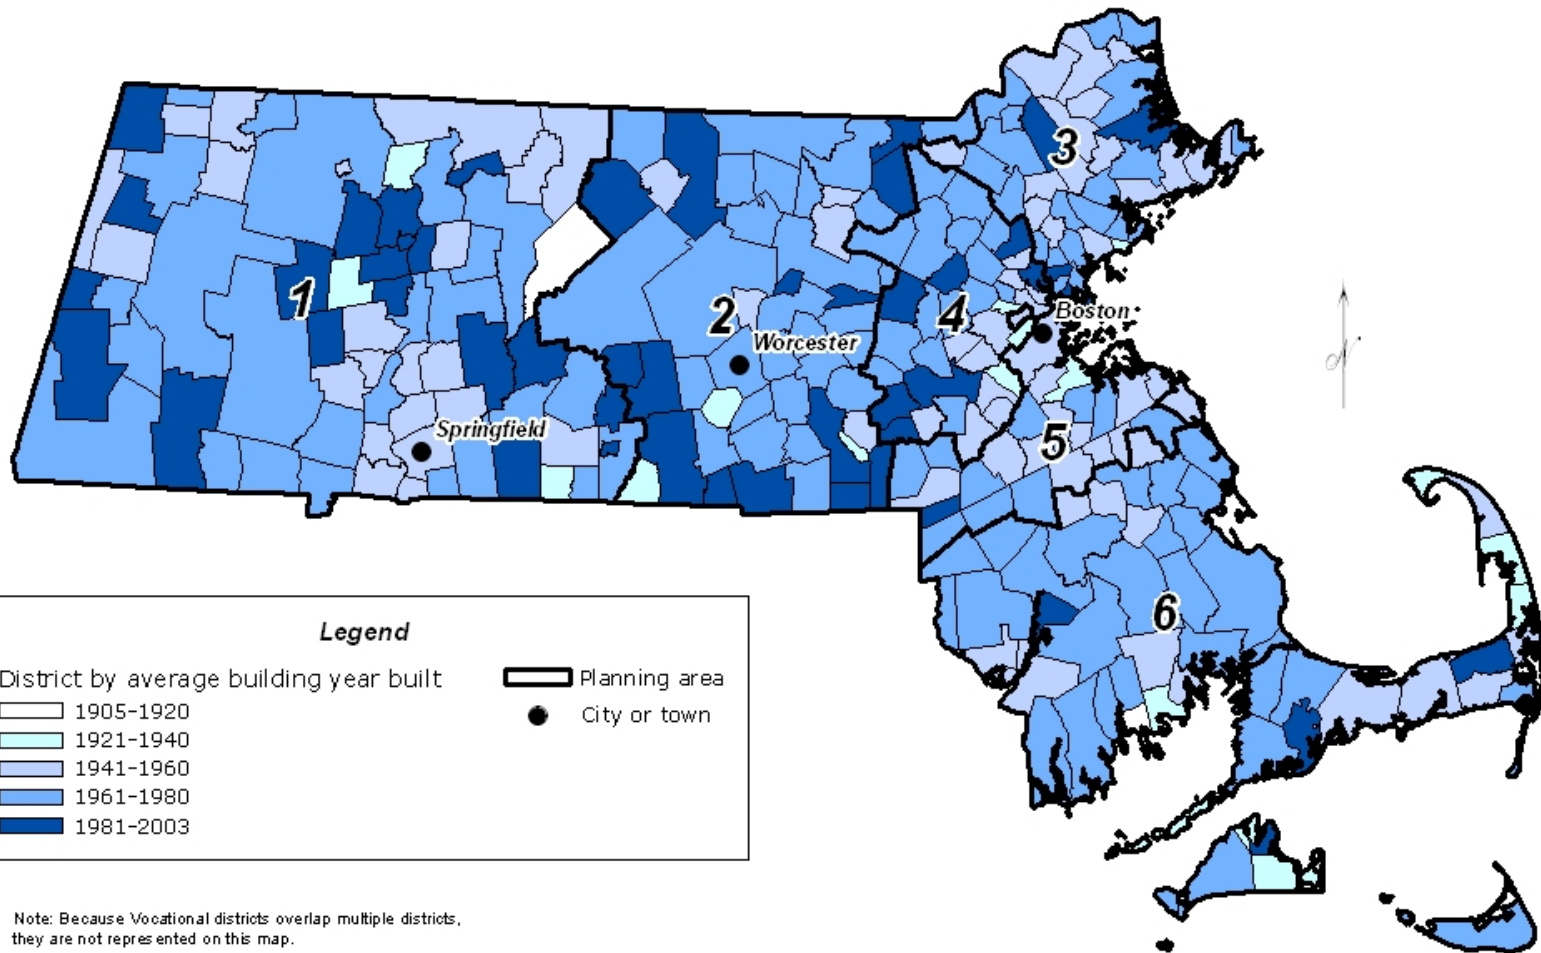 3
1
2
4
Boston
Worcester
Springfield
5
6
Legend
District by average building year built
Planning area
1905-1920
City or town
1921-1940
1941-1960
1961-1980
1981-2003
Note: Because Vocational districts overlap multiple districts,
they are not represented on this map.